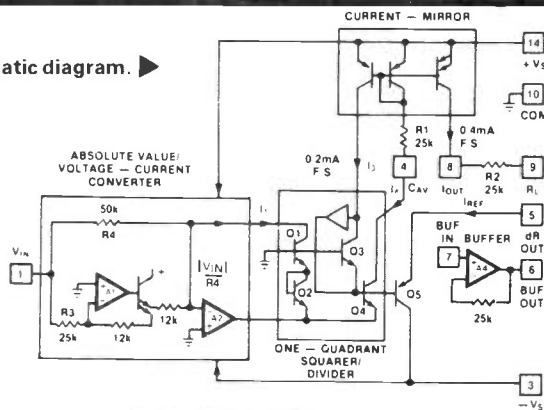 CURRENT – MIRROR
atic diagram. ▶
14
+ VS
10
COM
R1
25k
0.2mA
F S
0.4mA
F S
ABSOLUTE VALUE/
VOLTAGE – CURRENT
CONVERTER
4
CAV
8
IOUT
R2
25k
9
RL
IREF
5
dR
OUT
50k
R4
I1
I3
I4
VIN
1
|VIN|
R4
Q1
Q2
Q3
Q4
Q5
BUF
IN
BUFFER
7
A4
6
BUF
OUT
25k
A1
I+
12k
A2
R3
25k
12k
ONE – QUADRANT
SQUARER/
DIVIDER
3
– VS